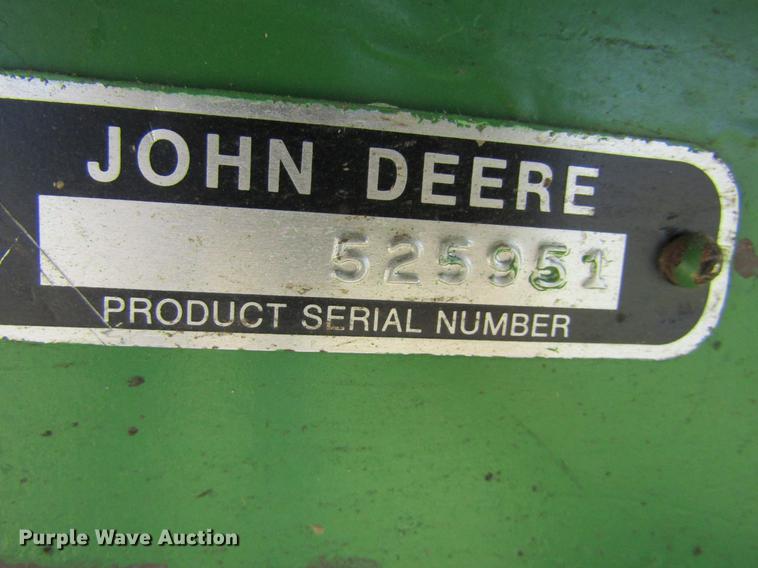 JOHN DEERE
525951
PRODUCT SERIAL NUMBER
Purple Wave Auction